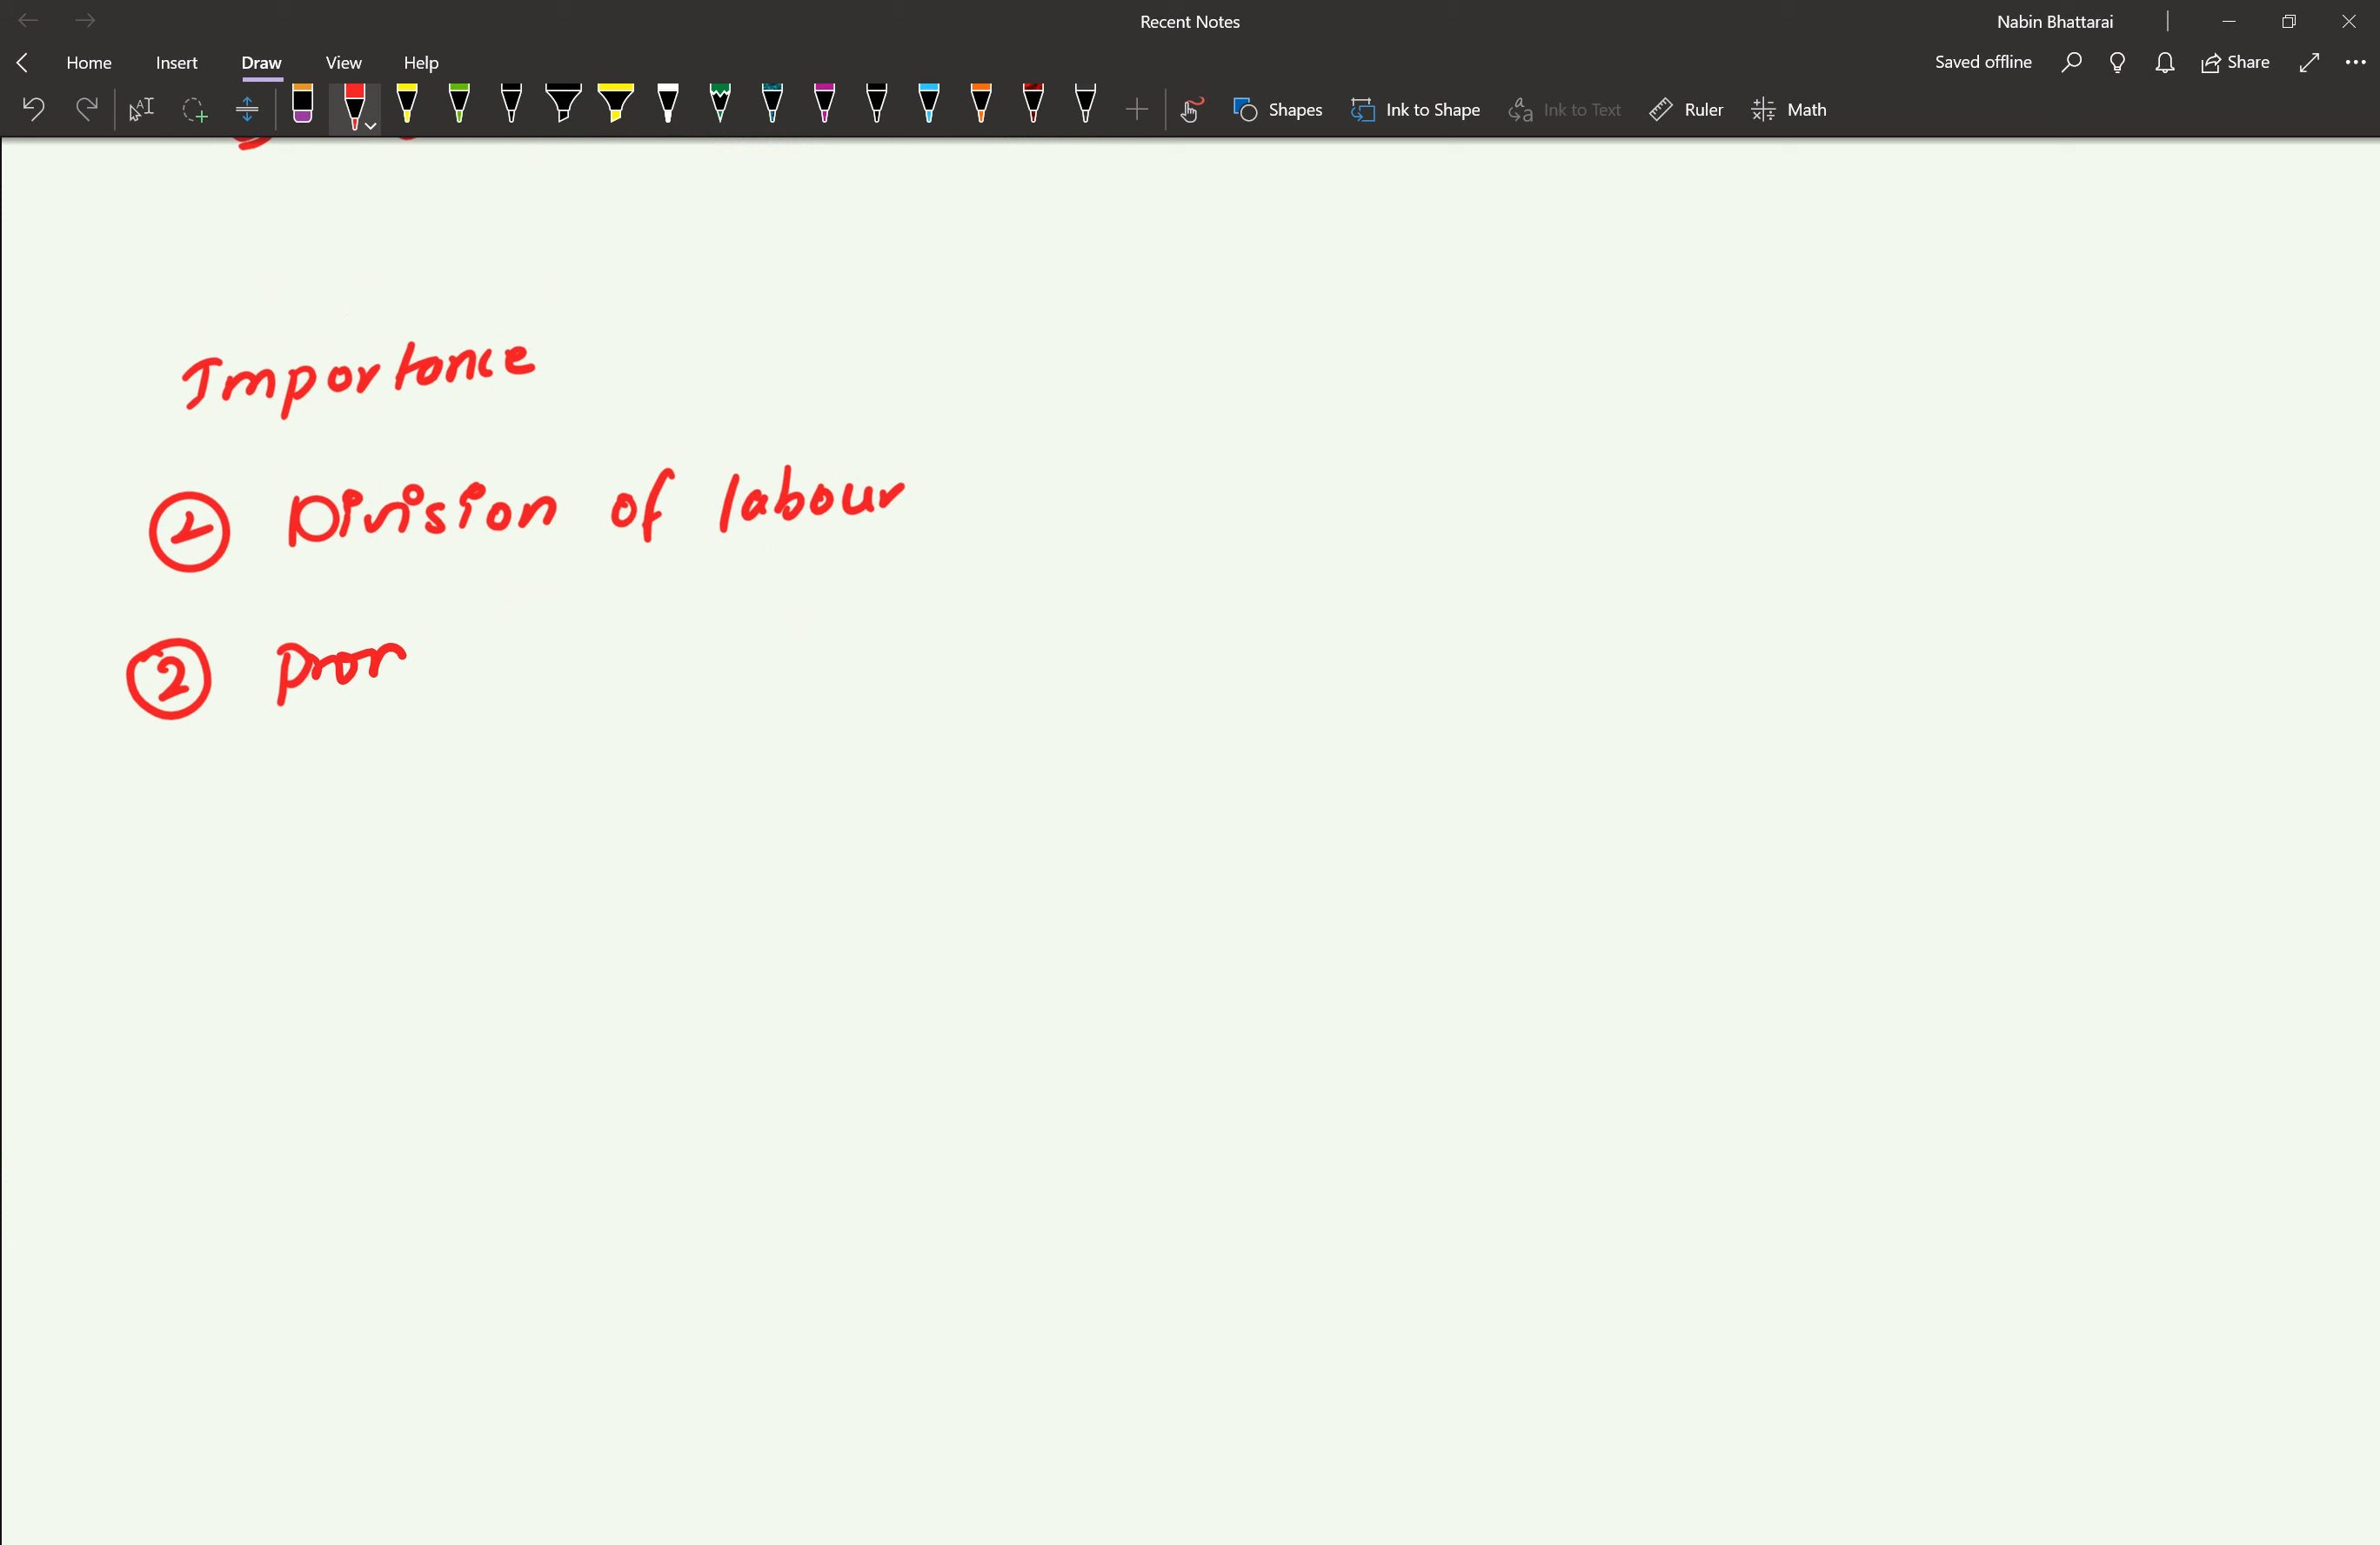 Recent Notes
Nabin Bhattarai
Home Insert Draw View Help
Saved offline
Share
Shapes Ink to Shape Ink to Text Ruler Math
Importance
① Division of labour
②